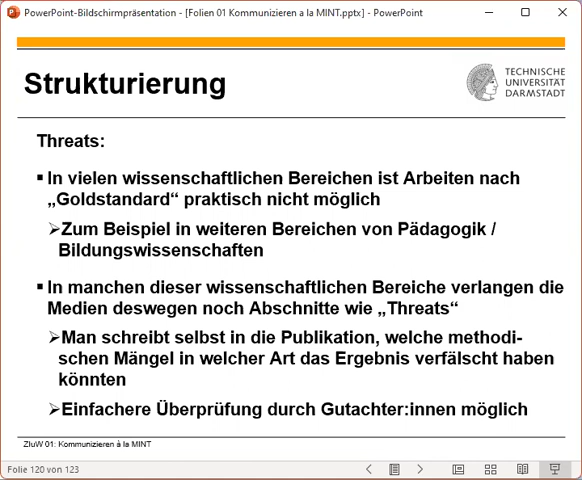 PowerPoint-Bildschirmpräsentation - [Folien 01 Kommunizieren a la MINT.pptx] - PowerPoint
Strukturierung
TECHNISCHE
UNIVERSITÄT
DARMSTADT
Threats:
▪ In vielen wissenschaftlichen Bereichen ist Arbeiten nach
„Goldstandard“ praktisch nicht möglich
➢Zum Beispiel in weiteren Bereichen von Pädagogik /
Bildungswissenschaften
▪ In manchen dieser wissenschaftlichen Bereiche verlangen die
Medien deswegen noch Abschnitte wie „Threats“
➢Man schreibt selbst in die Publikation, welche methodi-
schen Mängel in welcher Art das Ergebnis verfälscht haben
könnten
➢Einfachere Überprüfung durch Gutachter:innen möglich
ZIuW 01: Kommunizieren à la MINT
Folie 120 von 123